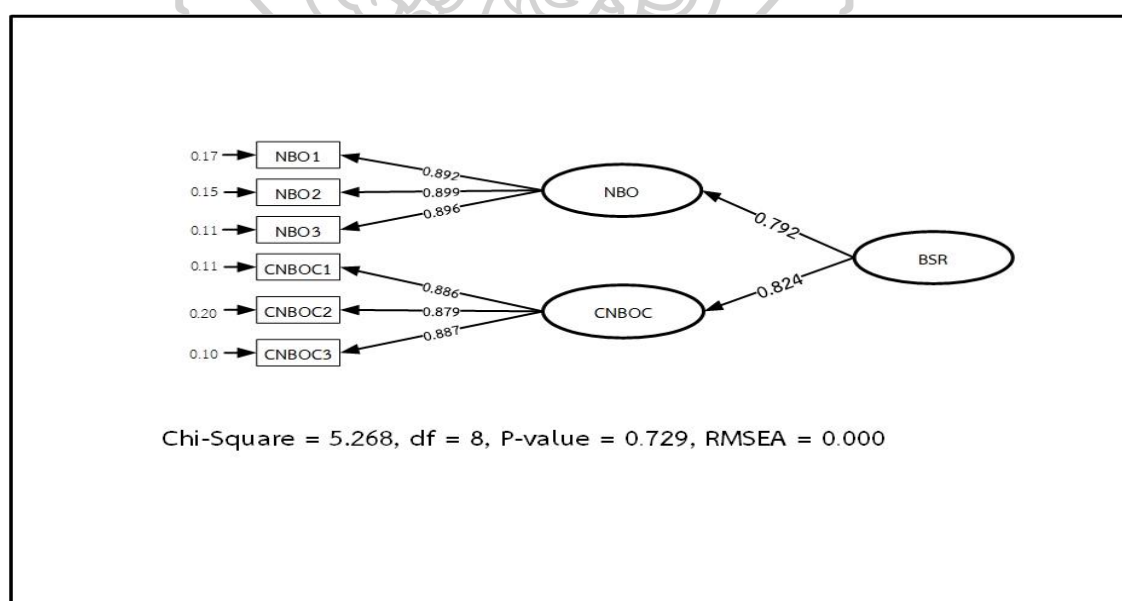 0.17 NBO1
0.892
0.15 NBO2
0.899
NBO
0.11 NBO3
0.896
0.792
0.11 CNBOC1
0.886
BSR
0.20 CNBOC2
0.879
CNBOC
0.824
0.10 CNBOC3
0.887
Chi-Square = 5.268, df = 8, P-value = 0.729, RMSEA = 0.000